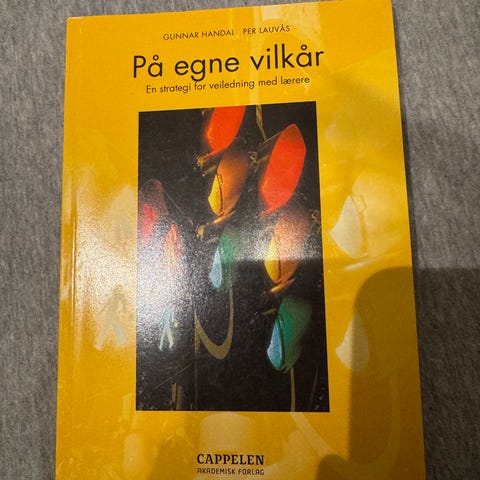 GUNNAR HANDAL PER LAUVÅS
På egne vilkår
En strategi for veiledning med lærere
CAPPELEN
AKADEMISK FORLAG